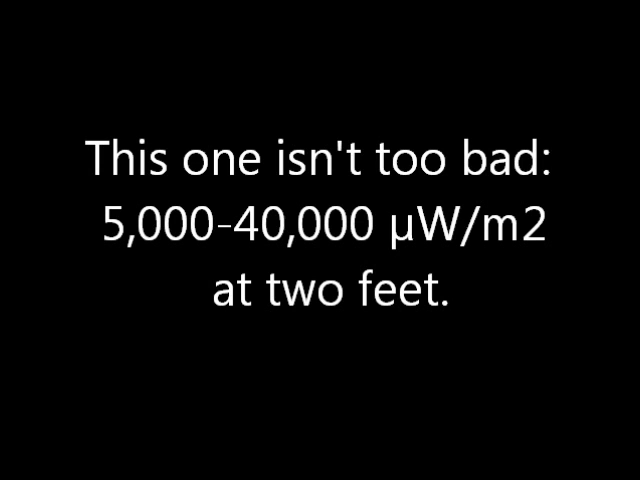 This one isn't too bad:
5,000-40,000 µW/m2
at two feet.